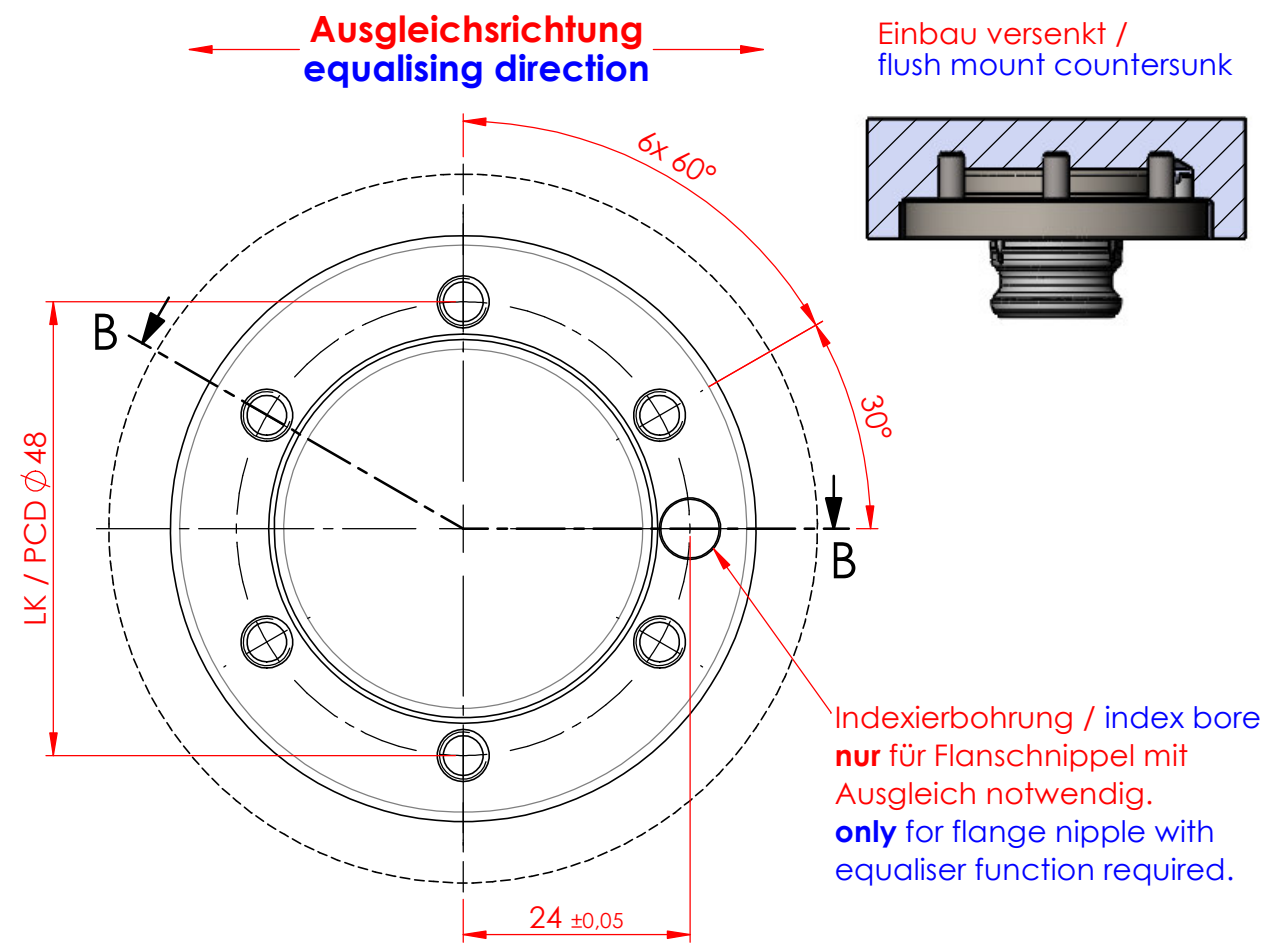 Ausgleichsrichtung
equalising direction
Einbau versenkt /
flush mount countersunk
6x 60°
30°
B
B
LK / PCD ∅48
Indexierbohrung / index bore
nur für Flanschnippel mit
Ausgleich notwendig.
only for flange nipple with
equaliser function required.
24 ±0,05